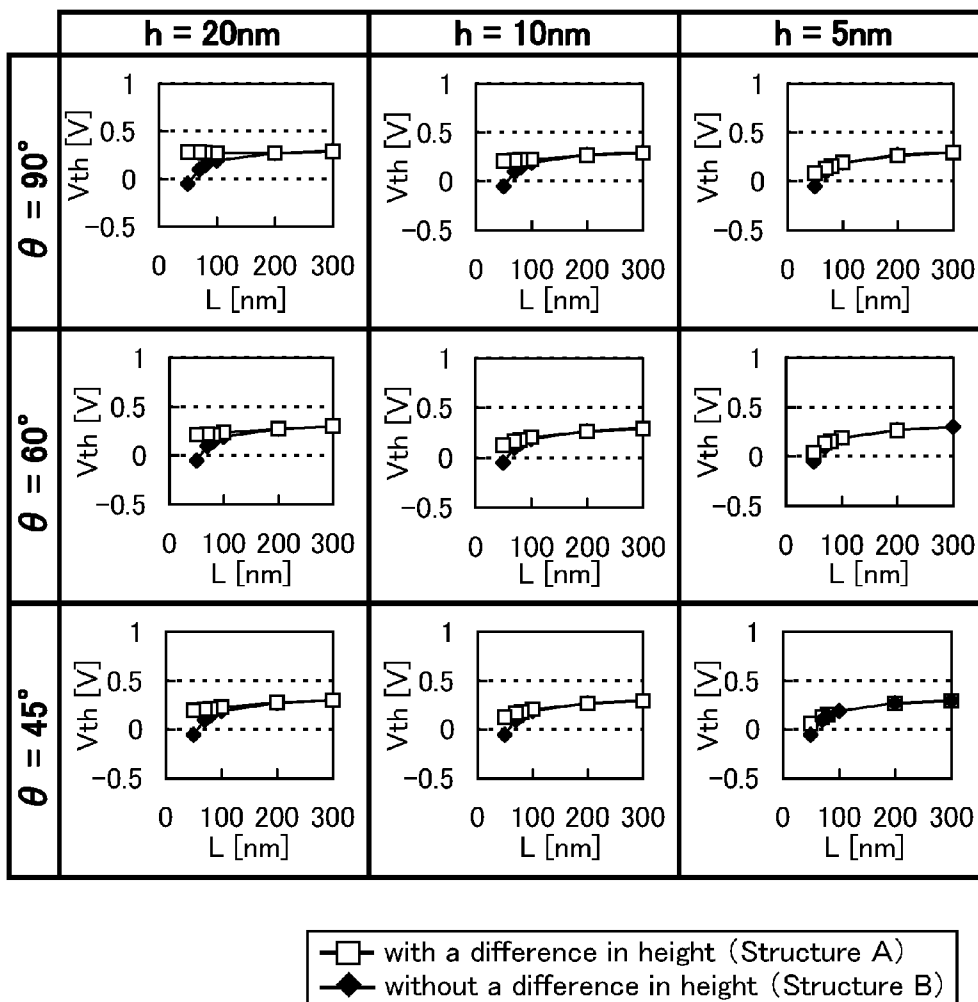 h = 20nm h = 10nm h = 5nm
θ = 90°
1 0.5 0 −0.5
Vth [V]
0 100 200 300
L [nm]
1 0.5 0 −0.5
Vth [V]
0 100 200 300
L [nm]
1 0.5 0 −0.5
Vth [V]
0 100 200 300
L [nm]
θ = 60°
1 0.5 0 −0.5
Vth [V]
0 100 200 300
L [nm]
1 0.5 0 −0.5
Vth [V]
0 100 200 300
L [nm]
1 0.5 0 −0.5
Vth [V]
0 100 200 300
L [nm]
θ = 45°
1 0.5 0 −0.5
Vth [V]
0 100 200 300
L [nm]
1 0.5 0 −0.5
Vth [V]
0 100 200 300
L [nm]
1 0.5 0 −0.5
Vth [V]
0 100 200 300
L [nm]
with a difference in height (Structure A)
without a difference in height (Structure B)